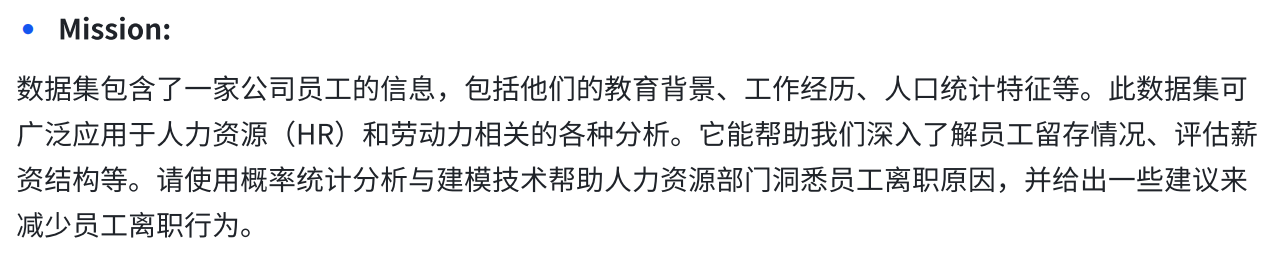 • Mission:
数据集包含了一家公司员工的信息，包括他们的教育背景、工作经历、人口统计特征等。此数据集可
广泛应用于人力资源（HR）和劳动力相关的各种分析。它能帮助我们深入了解员工留存情况、评估薪
资结构等。请使用概率统计分析与建模技术帮助人力资源部门洞悉员工离职原因，并给出一些建议来
减少员工离职行为。